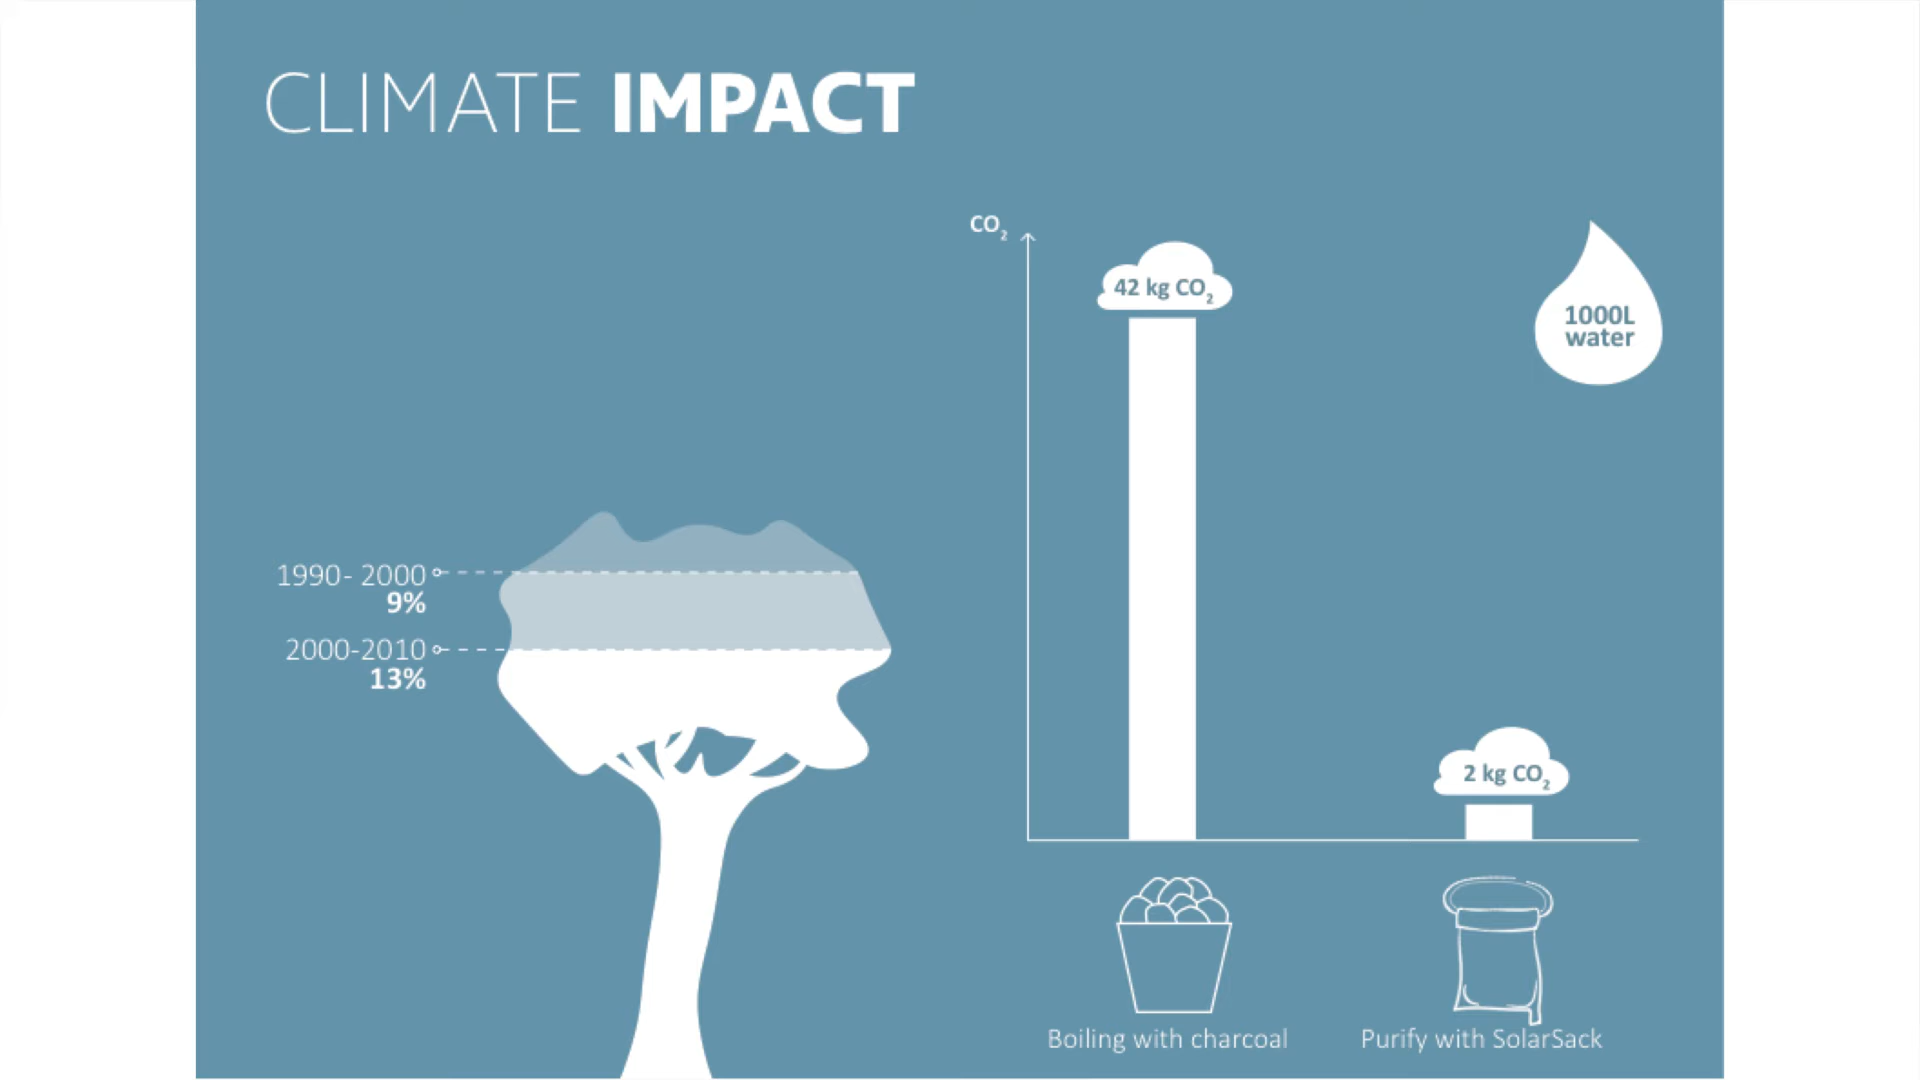 CLIMATE IMPACT
CO₂
42 kg CO₂
1000L
water
1990- 2000
9%
2000-2010
13%
2 kg CO₂
Boiling with charcoal
Purify with SolarSack